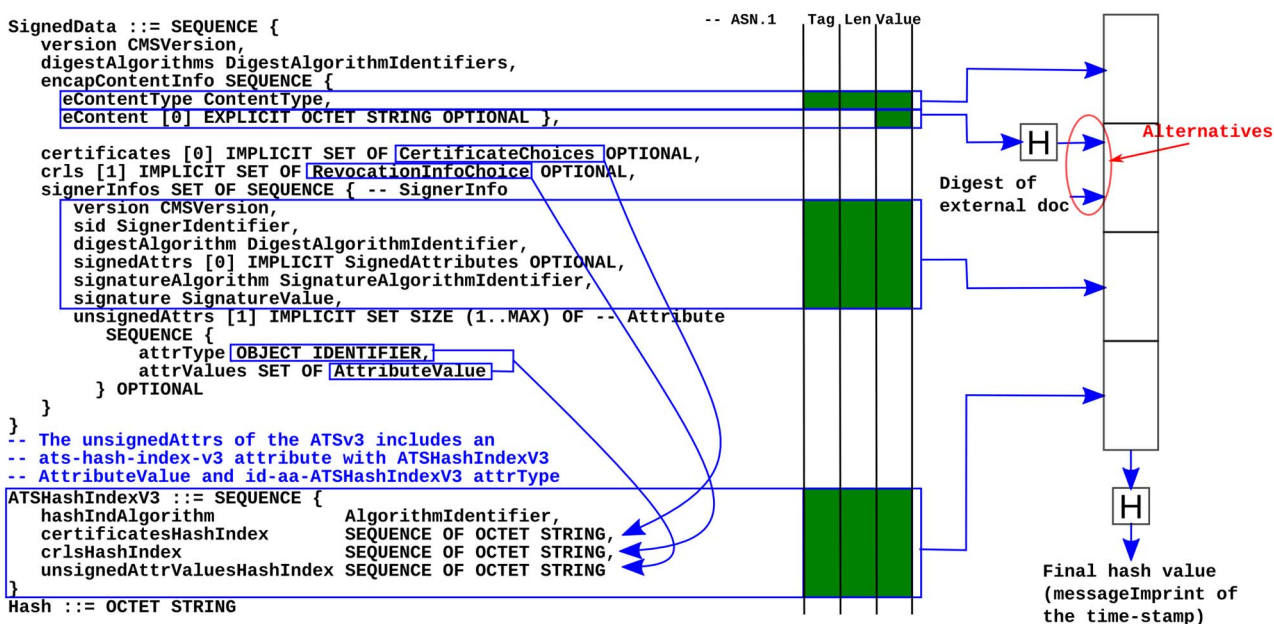 -- ASN.1 Tag Len Value
SignedData ::= SEQUENCE {
version CMSVersion,
digestAlgorithms DigestAlgorithmIdentifiers,
encapContentInfo SEQUENCE {
eContentType ContentType,
eContent [0] EXPLICIT OCTET STRING OPTIONAL },
certificates [0] IMPLICIT SET OF CertificateChoices OPTIONAL,
crls [1] IMPLICIT SET OF RevocationInfoChoice OPTIONAL,
signerInfos SET OF SEQUENCE { -- SignerInfo
version CMSVersion,
sid SignerIdentifier,
digestAlgorithm DigestAlgorithmIdentifier,
signedAttrs [0] IMPLICIT SignedAttributes OPTIONAL,
signatureAlgorithm SignatureAlgorithmIdentifier,
signature SignatureValue,
unsignedAttrs [1] IMPLICIT SET SIZE (1..MAX) OF -- Attribute
SEQUENCE {
attrType OBJECT IDENTIFIER,
attrValues SET OF AttributeValue
} OPTIONAL
}
}
-- The unsignedAttrs of the ATSv3 includes an
-- ats-hash-index-v3 attribute with ATSHashIndexV3
-- AttributeValue and id-aa-ATSHashIndexV3 attrType
ATSHashIndexV3 ::= SEQUENCE {
hashIndAlgorithm AlgorithmIdentifier,
certificatesHashIndex SEQUENCE OF OCTET STRING,
crlsHashIndex SEQUENCE OF OCTET STRING,
unsignedAttrValuesHashIndex SEQUENCE OF OCTET STRING
}
Hash ::= OCTET STRING
H
Alternatives
Digest of
external doc
H
Final hash value
(messageImprint of
the time-stamp)